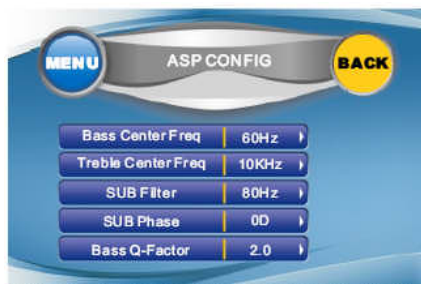 MENU
ASP CONFIG
BACK
Bass Center Freq 60Hz
Treble Center Freq 10KHz
SUB Filter 80Hz
SUB Phase 0D
Bass Q-Factor 2.0